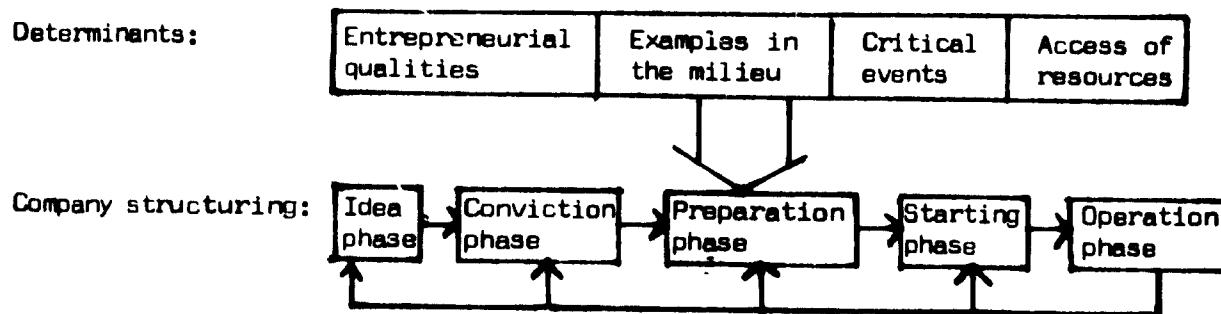 Determinants:
Entrepreneurial
qualities
Examples in
the milieu
Critical
events
Access of
resources
Company structuring:
Idea
phase
Conviction
phase
Preparation
phase
Starting
phase
Operation
phase